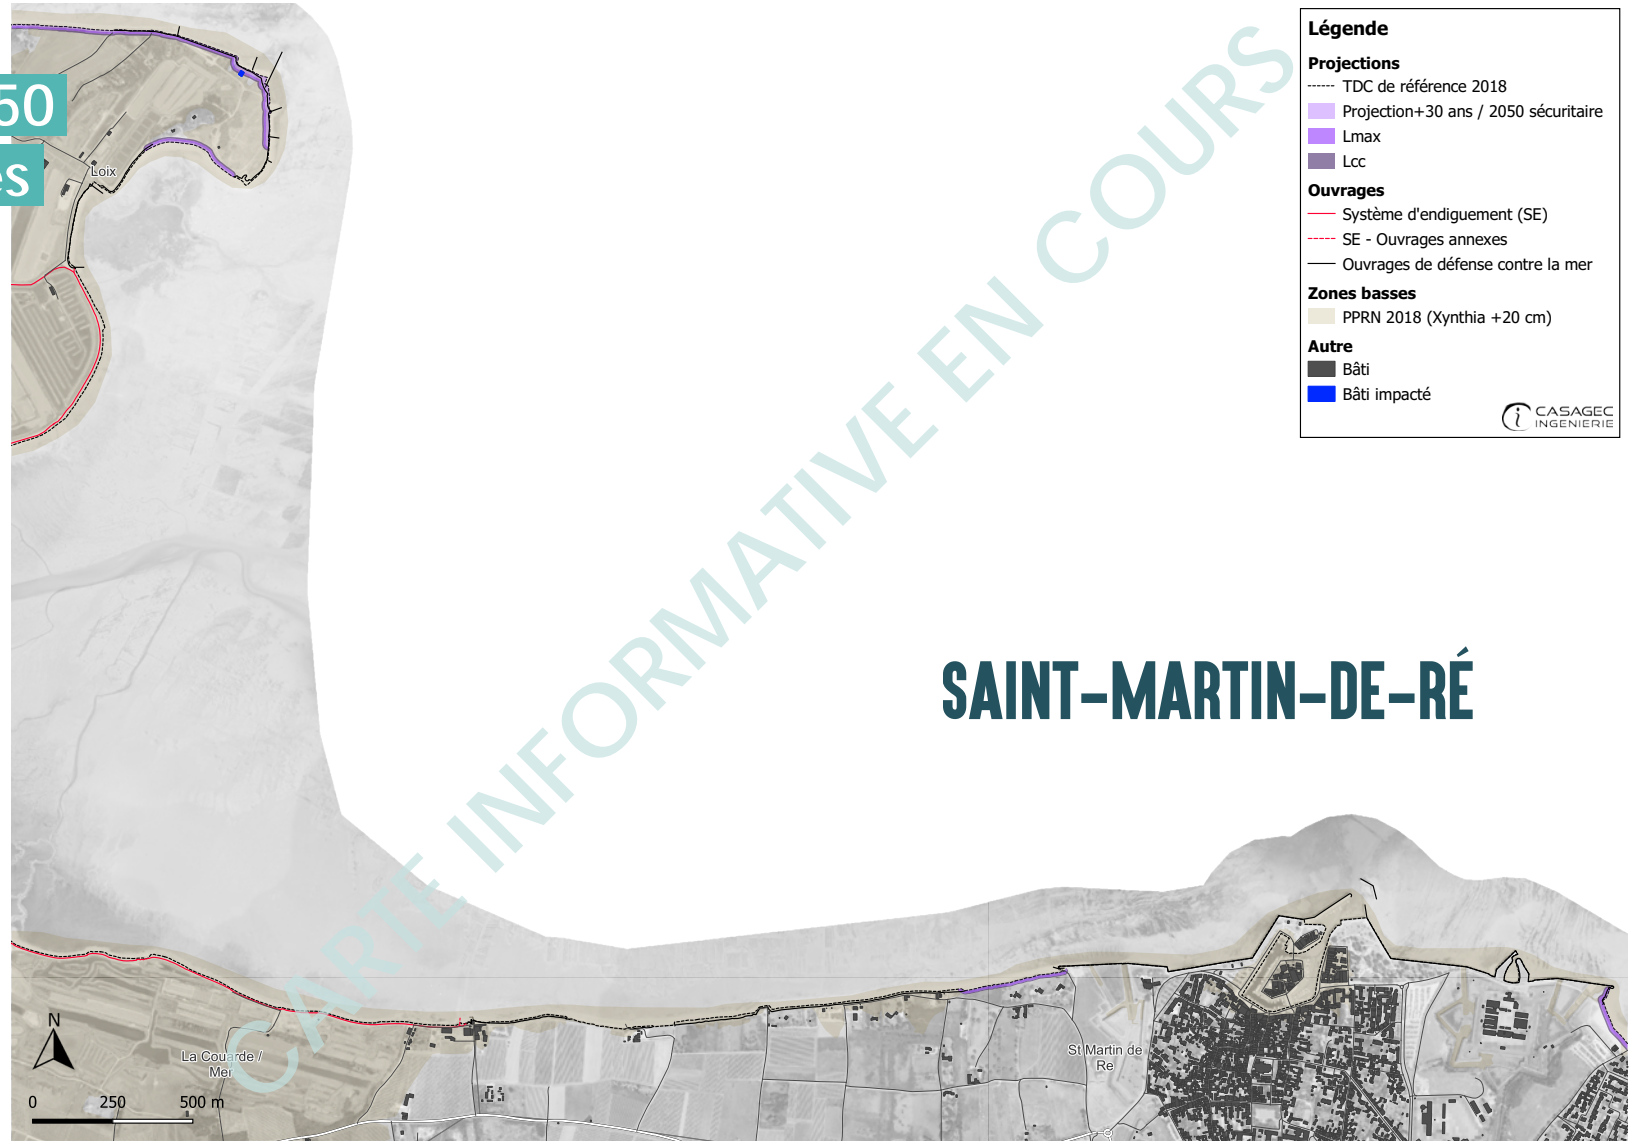 Légende
Projections
TDC de référence 2018
Projection+30 ans / 2050 sécuritaire
Lmax
Lcc
Ouvrages
Système d'endiguement (SE)
SE - Ouvrages annexes
Ouvrages de défense contre la mer
Zones basses
PPRN 2018 (Xynthia +20 cm)
Autre
Bâti
Bâti impacté
i CASAGEC
INGENIERIE
50
es
Loix
CARTE INFORMATIVE EN COURS
SAINT-MARTIN-DE-RÉ
N
La Couarde /
Mer
St Martin de
Re
0 250 500 m